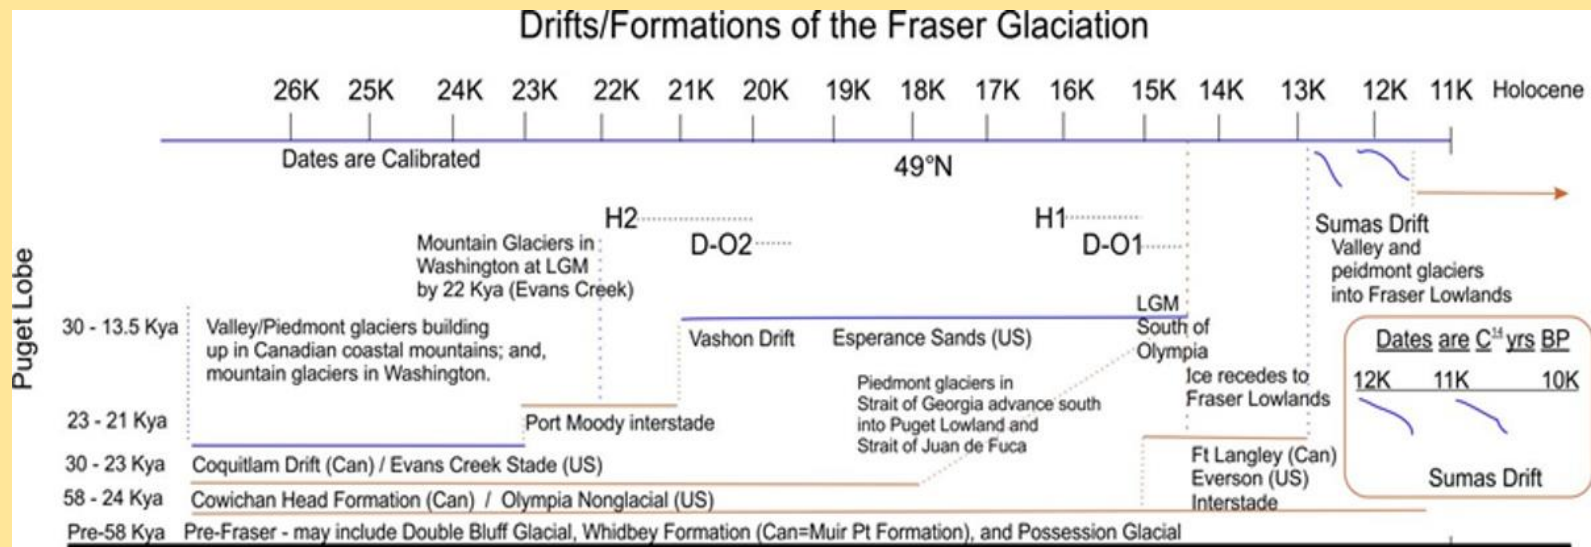 Drifts/Formations of the Fraser Glaciation
26K 25K 24K 23K 22K 21K 20K 19K 18K 17K 16K 15K 14K 13K 12K 11K Holocene
Dates are Calibrated
49°N
H2
H1
D-O2
D-O1
Mountain Glaciers in
Washington at LGM
by 22 Kya (Evans Creek)
Sumas Drift
Valley and
peidmont glaciers
into Fraser Lowlands
Puget Lobe
30 - 13.5 Kya
Valley/Piedmont glaciers building
up in Canadian coastal mountains; and,
mountain glaciers in Washington.
Vashon Drift
Esperance Sands (US)
LGM
South of
Olympia
Ice recedes to
Fraser Lowlands
Dates are C¹⁴ yrs BP
12K 11K 10K
Sumas Drift
Piedmont glaciers in
Strait of Georgia advance south
into Puget Lowland and
Strait of Juan de Fuca
23 - 21 Kya
Port Moody interstade
30 - 23 Kya
Coquitlam Drift (Can) / Evans Creek Stade (US)
Ft Langley (Can)
Everson (US)
Interstade
58 - 24 Kya
Cowichan Head Formation (Can) / Olympia Nonglacial (US)
Pre-58 Kya
Pre-Fraser - may include Double Bluff Glacial, Whidbey Formation (Can=Muir Pt Formation), and Possession Glacial